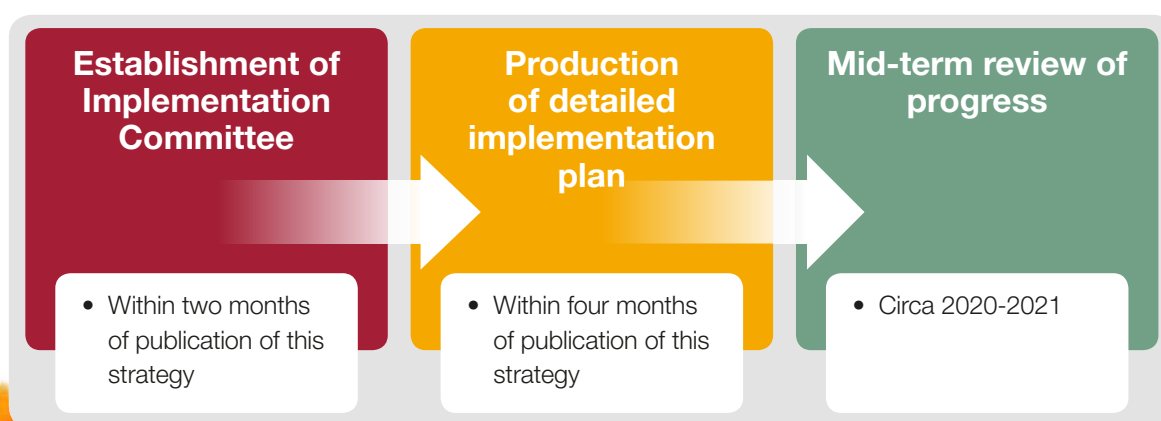 Establishment of
Implementation
Committee
• Within two months
of publication of this
strategy
Production
of detailed
implementation
plan
• Within four months
of publication of this
strategy
Mid-term review of
progress
• Circa 2020-2021